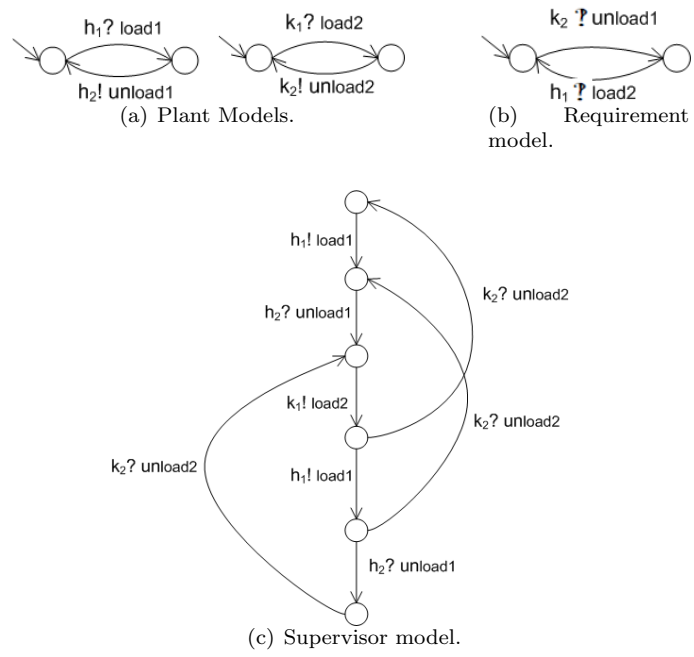 h₁? load1
h₂! unload1
k₁? load2
k₂! unload2
k₂ ‽ unload1
h₁ ‽ load2
(a) Plant Models.
(b) Requirement
model.
h₁! load1
h₂? unload1
k₁! load2
h₁! load1
h₂? unload1
k₂? unload2
k₂? unload2
k₂? unload2
(c) Supervisor model.